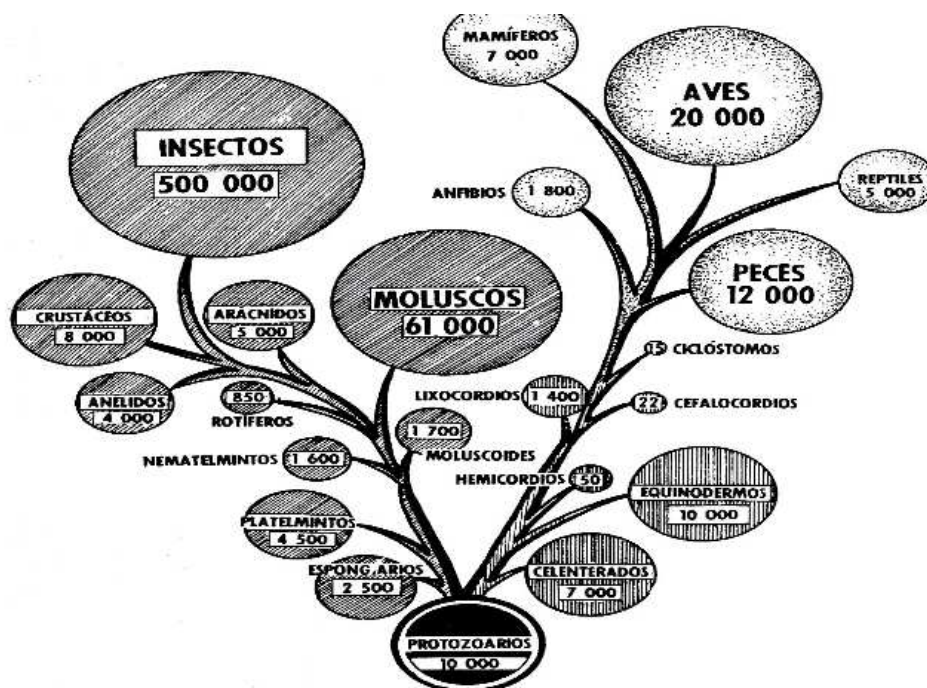 MAMÍFEROS
7 000
AVES
20 000
INSECTOS
500 000
ANFIBIOS
1 800
REPTILES
5 000
PECES
12 000
MOLUSCOS
61 000
CRUSTÁCEOS
8 000
ARÁCNIDOS
5 000
15 CICLÓSTOMOS
ANELIDOS
4 000
850
ROTÍFEROS
LIXOCORDIOS
1 400
22 CEFALOCORDIOS
1 700
MOLUSCOIDES
NEMATELMINTOS 1 600
HEMICORDIOS 50
EQUINODERMOS
10 000
PLATELMINTOS
4 500
ESPONGIARIOS
2 500
CELENTERADOS
7 000
PROTOZOARIOS
10 000